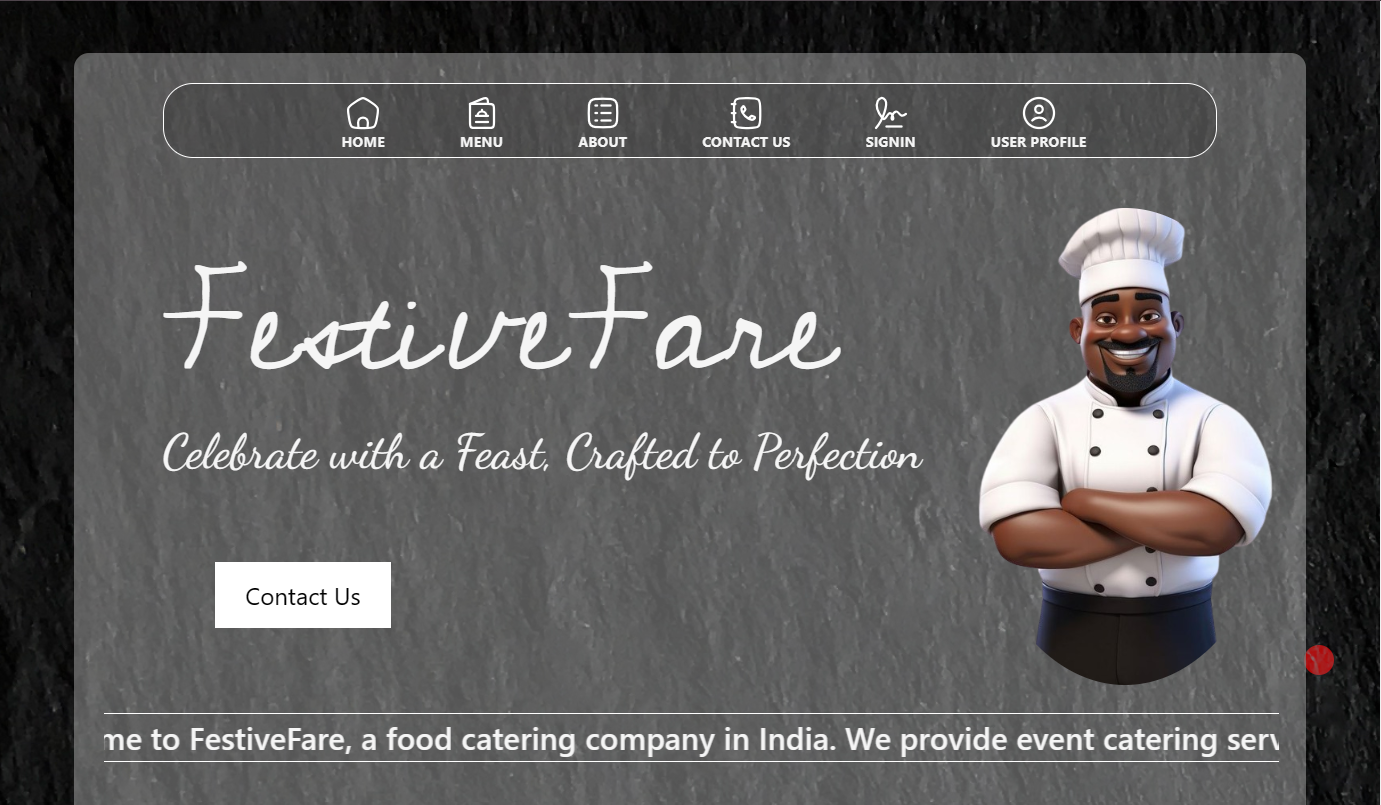 HOME MENU ABOUT CONTACT US SIGNIN USER PROFILE
FestiveFare
Celebrate with a Feast, Crafted to Perfection
Contact Us
me to FestiveFare, a food catering company in India. We provide event catering serv